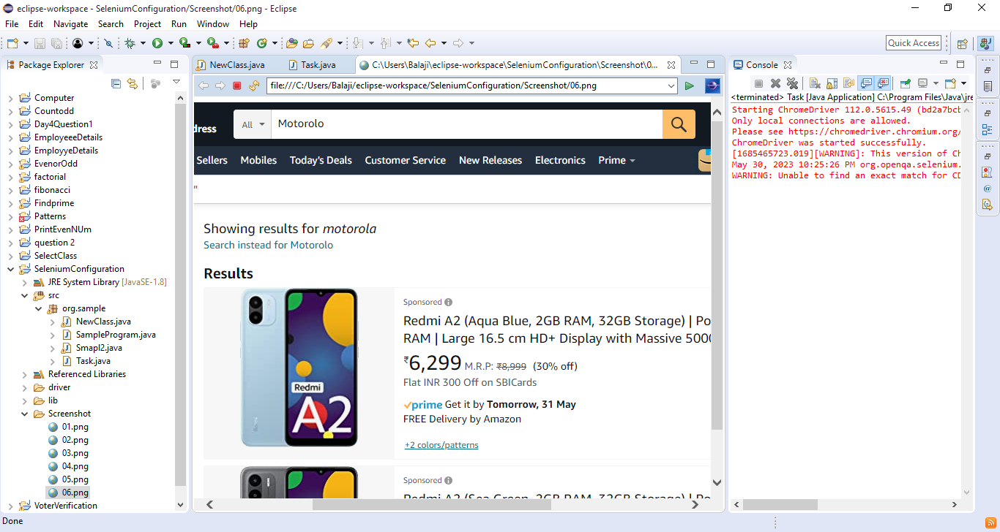 eclipse-workspace - SeleniumConfiguration/Screenshot/06.png - Eclipse
File Edit Navigate Search Project Run Window Help
Quick Access
Package Explorer
Computer
Countodd
Day4Question1
EmployeeeDetails
EmployyeDetails
EvenorOdd
factorial
fibonacci
Findprime
Patterns
PrintEvenNUm
question 2
SelectClass
SeleniumConfiguration
JRE System Library [JavaSE-1.8]
src
org.sample
NewClass.java
SampleProgram.java
Smapl2.java
Task.java
Referenced Libraries
driver
lib
Screenshot
01.png
02.png
03.png
04.png
05.png
06.png
VoterVerification
NewClass.java Task.java C:\Users\Balaji\eclipse-workspace\SeleniumConfiguration\Screenshot\0...
file:///C:/Users/Balaji/eclipse-workspace/SeleniumConfiguration/Screenshot/06.png
dress All Motorolo
Sellers Mobiles Today's Deals Customer Service New Releases Electronics Prime
"
Showing results for motorola
Search instead for Motorolo
Results
Redmi
A2
Sponsored
Redmi A2 (Aqua Blue, 2GB RAM, 32GB Storage) | Po
RAM | Large 16.5 cm HD+ Display with Massive 5000
₹6,299 M.R.P: ₹8,999 (30% off)
Flat INR 300 Off on SBICards
prime Get it by Tomorrow, 31 May
FREE Delivery by Amazon
+2 colors/patterns
Sponsored
Redmi A2 (Sea Green, 2GB RAM, 32GB Storage) | Po
Console
<terminated> Task [Java Application] C:\Program Files\Java\jre
Starting ChromeDriver 112.0.5615.49 (bd2a7bcb
Only local connections are allowed.
Please see https://chromedriver.chromium.org/
ChromeDriver was started successfully.
[1685465723.019][WARNING]: This version of Ch
May 30, 2023 10:25:26 PM org.openqa.selenium.
WARNING: Unable to find an exact match for CD
Done